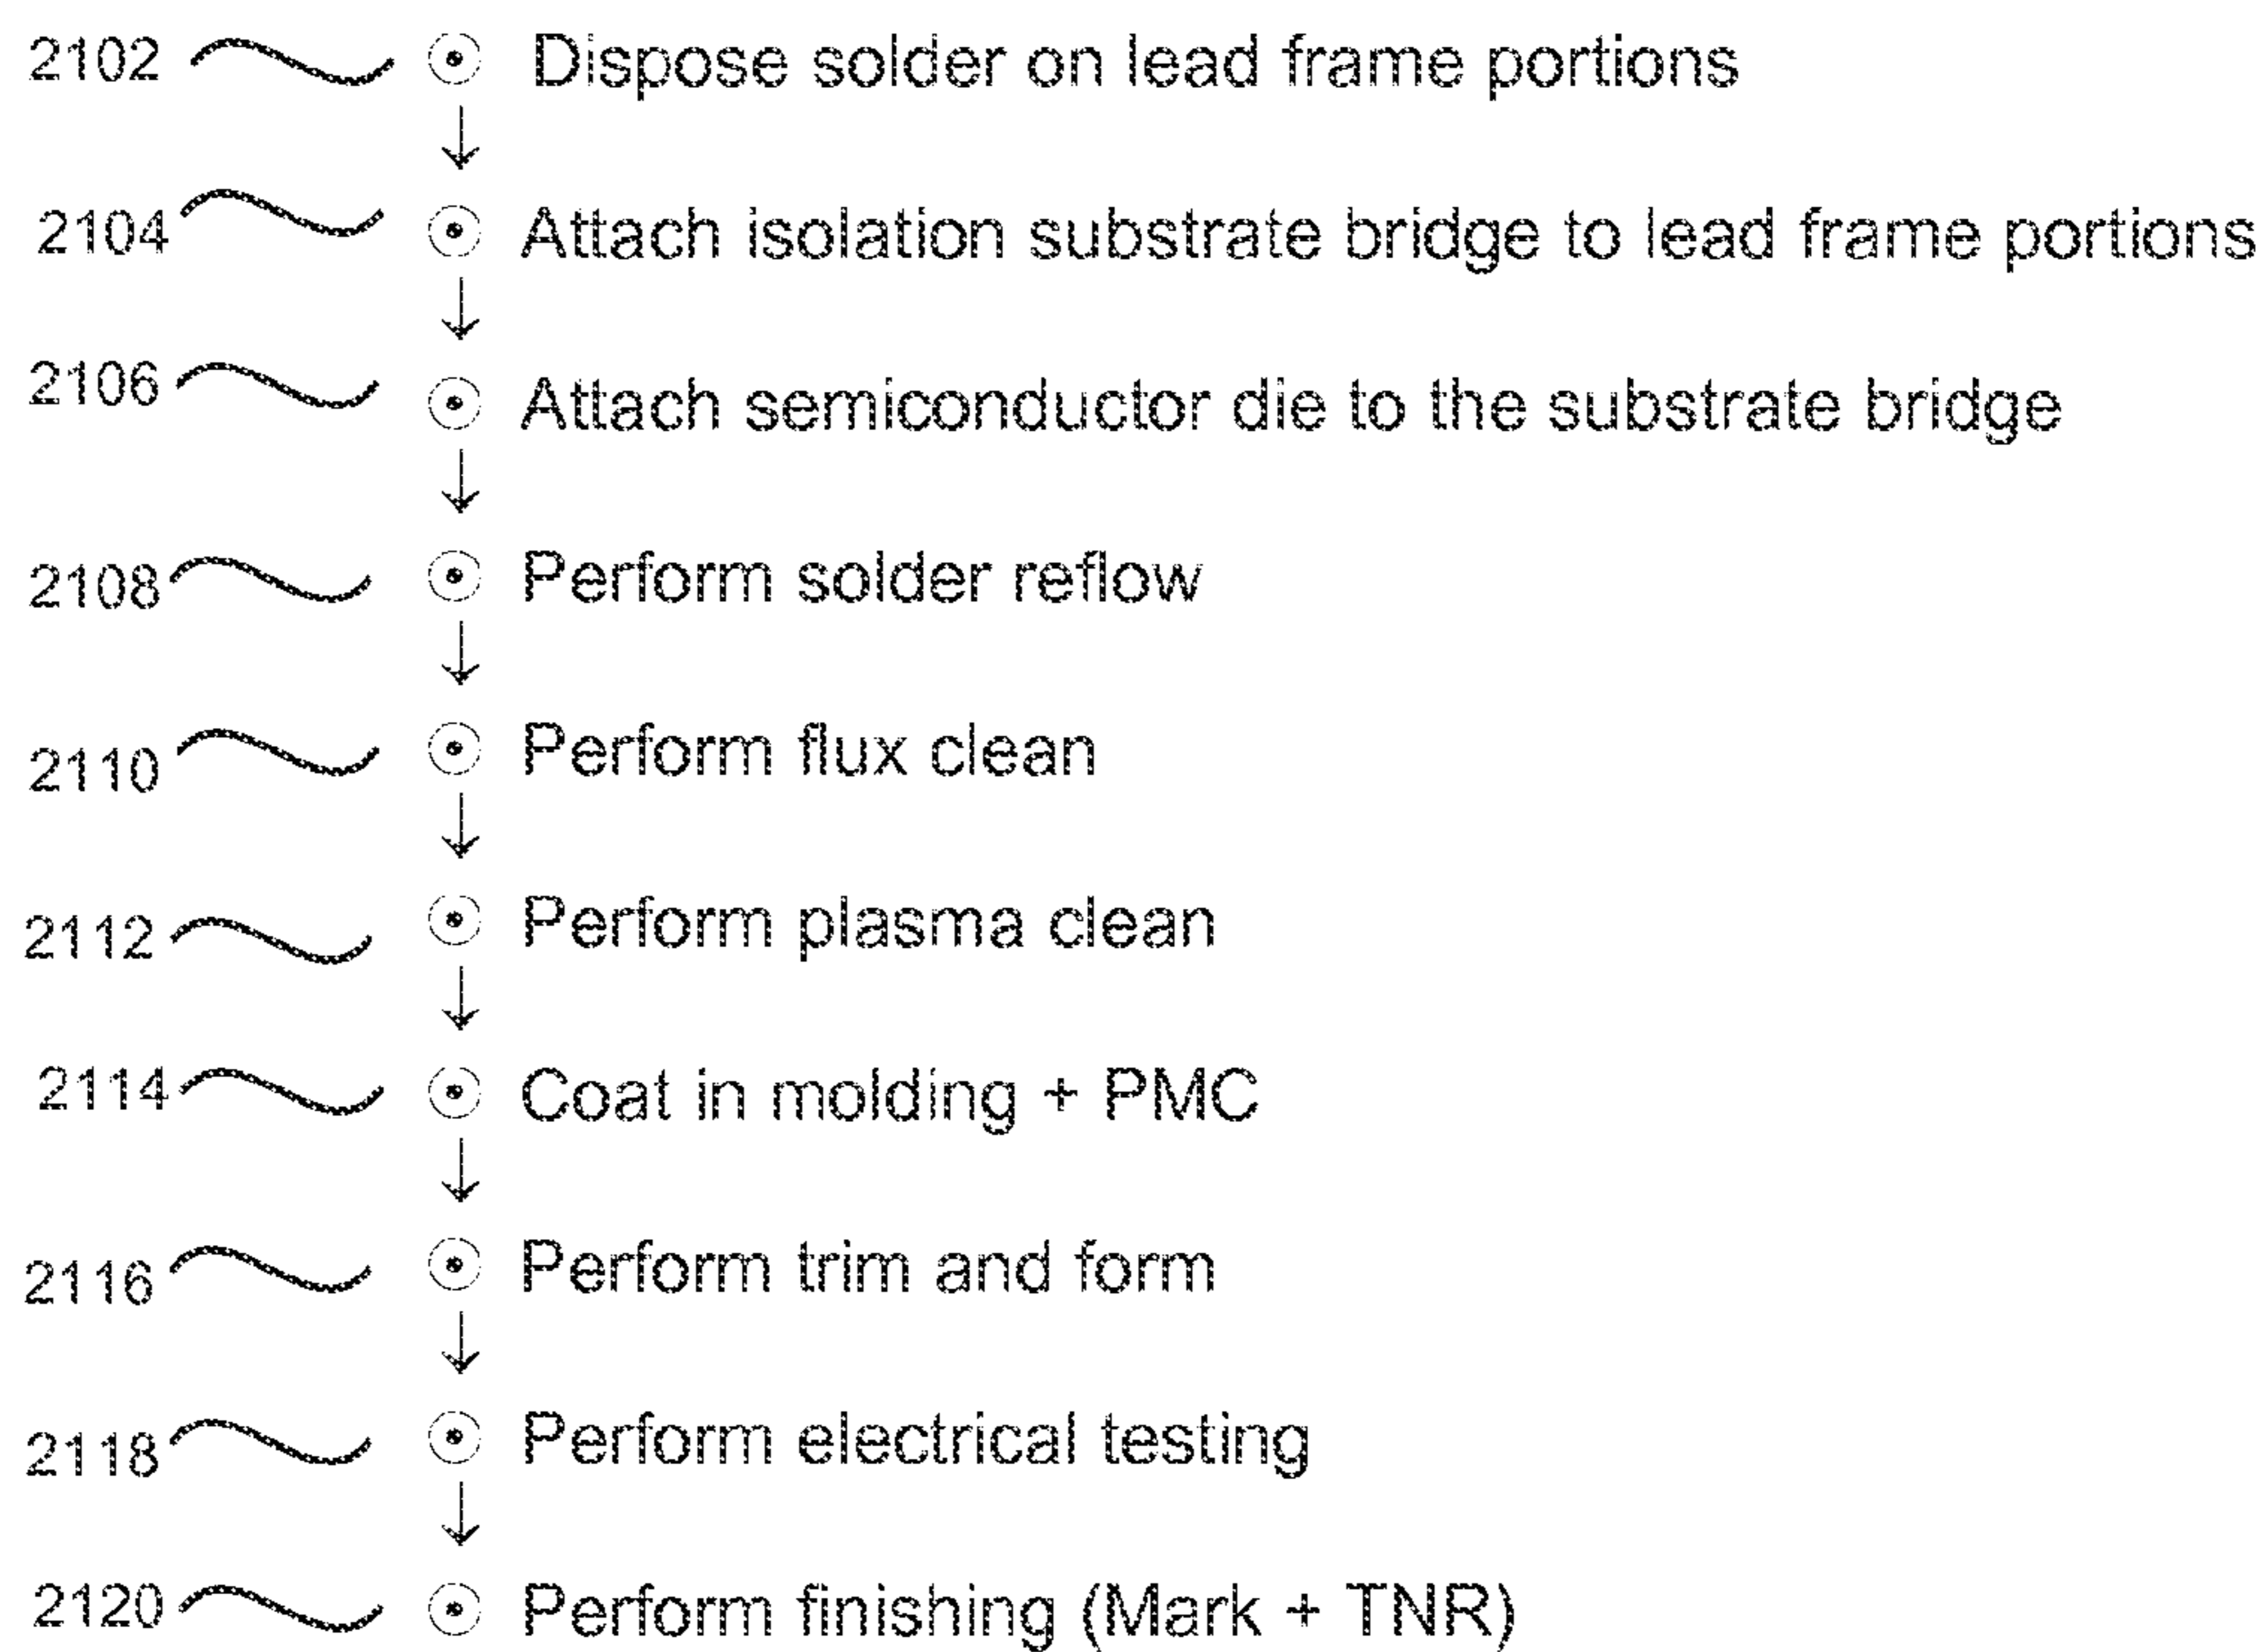 2102 Dispose solder on lead frame portions
2104 Attach isolation substrate bridge to lead frame portions
2106 Attach semiconductor die to the substrate bridge
2108 Perform solder reflow
2110 Perform flux clean
2112 Perform plasma clean
2114 Coat in molding + PMC
2116 Perform trim and form
2118 Perform electrical testing
2120 Perform finishing (Mark + TNR)